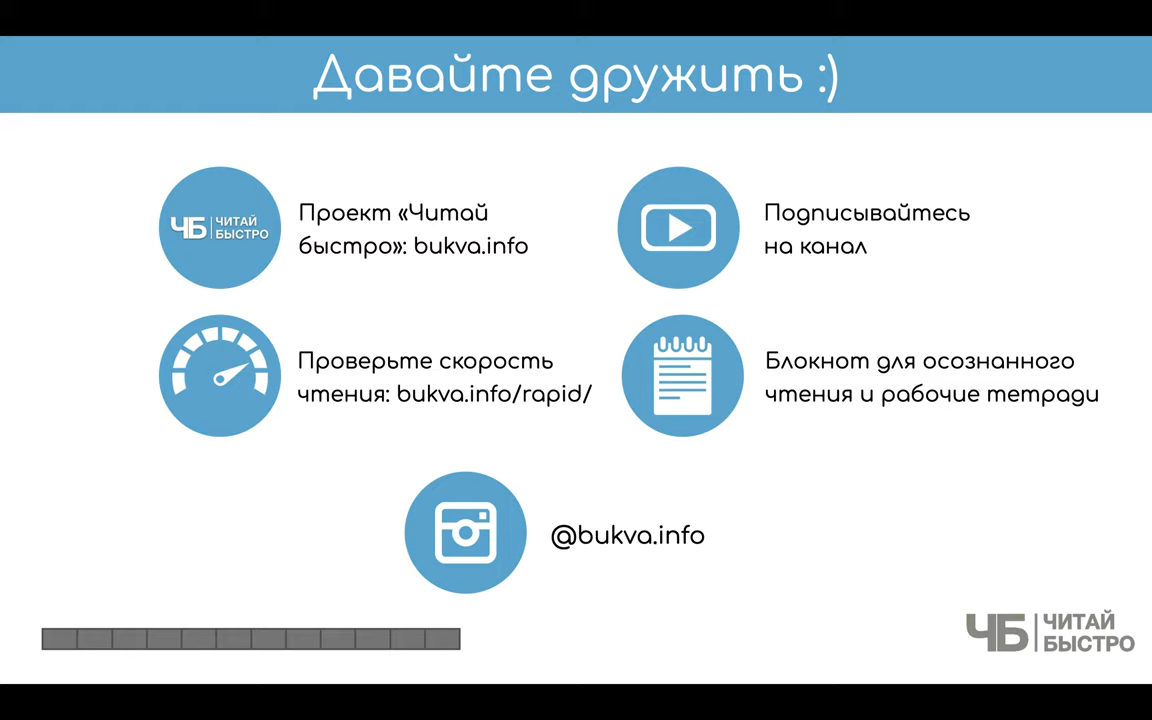 Давайте дружить :)
ЧБ ЧИТАЙ
БЫСТРО
Проект «Читай
быстро»: bukva.info
Подписывайтесь
на канал
Проверьте скорость
чтения: bukva.info/rapid/
Блокнот для осознанного
чтения и рабочие тетради
@bukva.info
ЧБ ЧИТАЙ
БЫСТРО